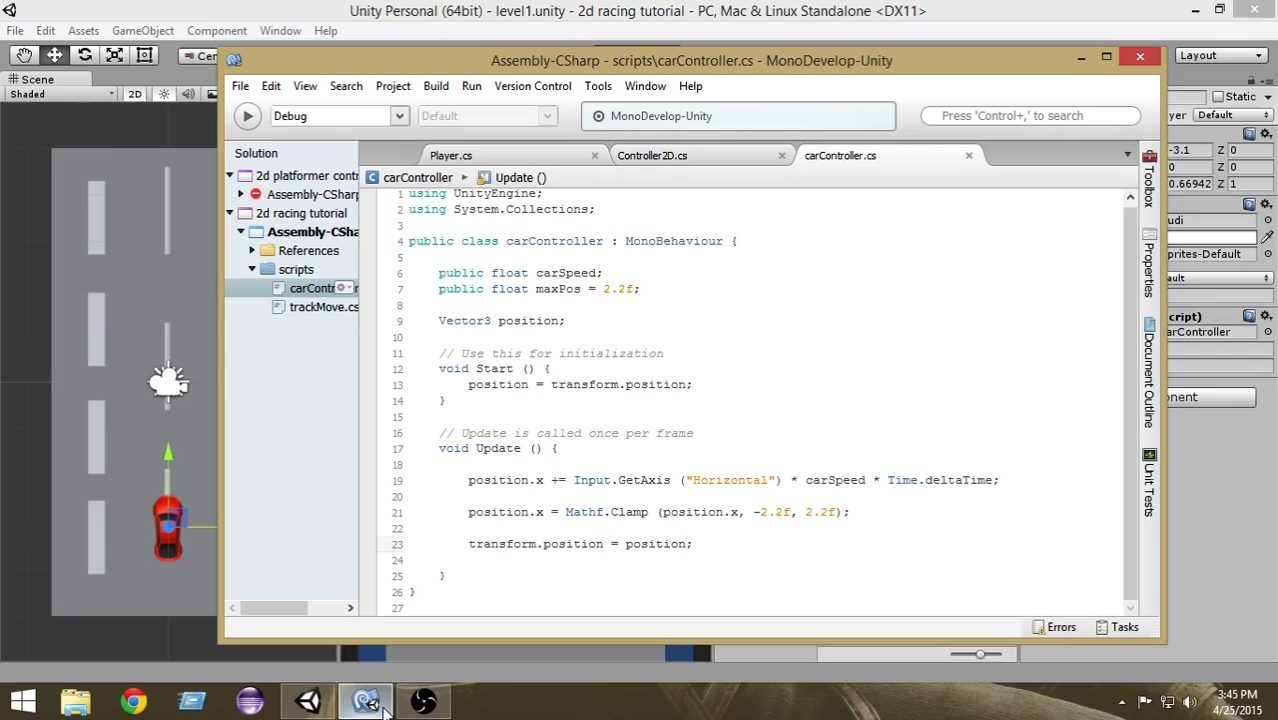 Unity Personal (64bit) - level1.unity - 2d racing tutorial - PC, Mac & Linux Standalone <DX11>
File Edit Assets GameObject Component Window Help
Layout
Scene
Shaded
2D
Static
Default
-3.1 Z 0
0 Z 0
0.66942 Z 1
udi
prites-Default
cript)
arController
onent
Assembly-CSharp - scripts\carController.cs - MonoDevelop-Unity
File Edit View Search Project Build Run Version Control Tools Window Help
Debug Default MonoDevelop-Unity Press 'Control+,' to search
Solution
2d platformer contr
Assembly-CSharp
2d racing tutorial
Assembly-CSha
References
scripts
carContr
trackMove.cs
Player.cs Controller2D.cs carController.cs
carController Update ()
1 using UnityEngine;
2 using System.Collections;
3
4 public class carController : MonoBehaviour {
6 public float carSpeed;
7 public float maxPos = 2.2f;
8
9 Vector3 position;
10
11 // Use this for initialization
12 void Start () {
13 position = transform.position;
14 }
15
16 // Update is called once per frame
17 void Update () {
18
19 position.x += Input.GetAxis ("Horizontal") * carSpeed * Time.deltaTime;
20
21 position.x = Mathf.Clamp (position.x, -2.2f, 2.2f);
22
23 transform.position = position;
24
25 }
26 }
27
Toolbox
Properties
Document Outline
Unit Tests
Errors Tasks
3:45 PM
4/25/2015